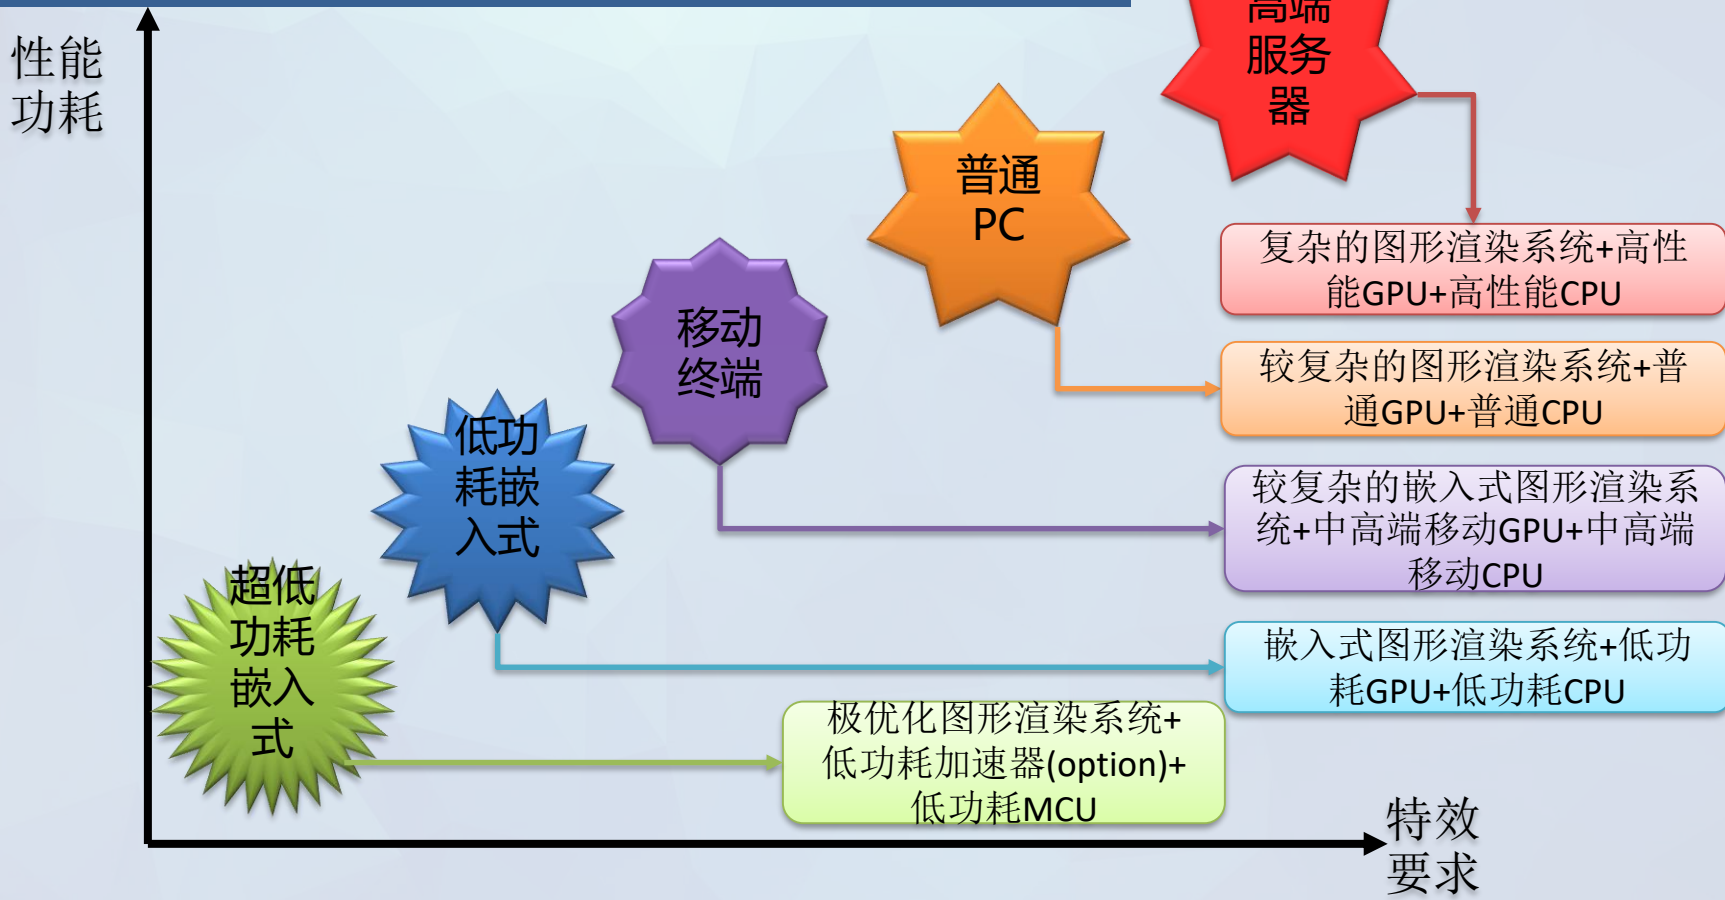 性能
功耗
高端
服务
器
普通
PC
移动
终端
低功
耗嵌
入式
超低
功耗
嵌入
式
复杂的图形渲染系统+高性
能GPU+高性能CPU
较复杂的图形渲染系统+普
通GPU+普通CPU
较复杂的嵌入式图形渲染系
统+中高端移动GPU+中高端
移动CPU
嵌入式图形渲染系统+低功
耗GPU+低功耗CPU
极优化图形渲染系统+
低功耗加速器(option)+
低功耗MCU
特效
要求